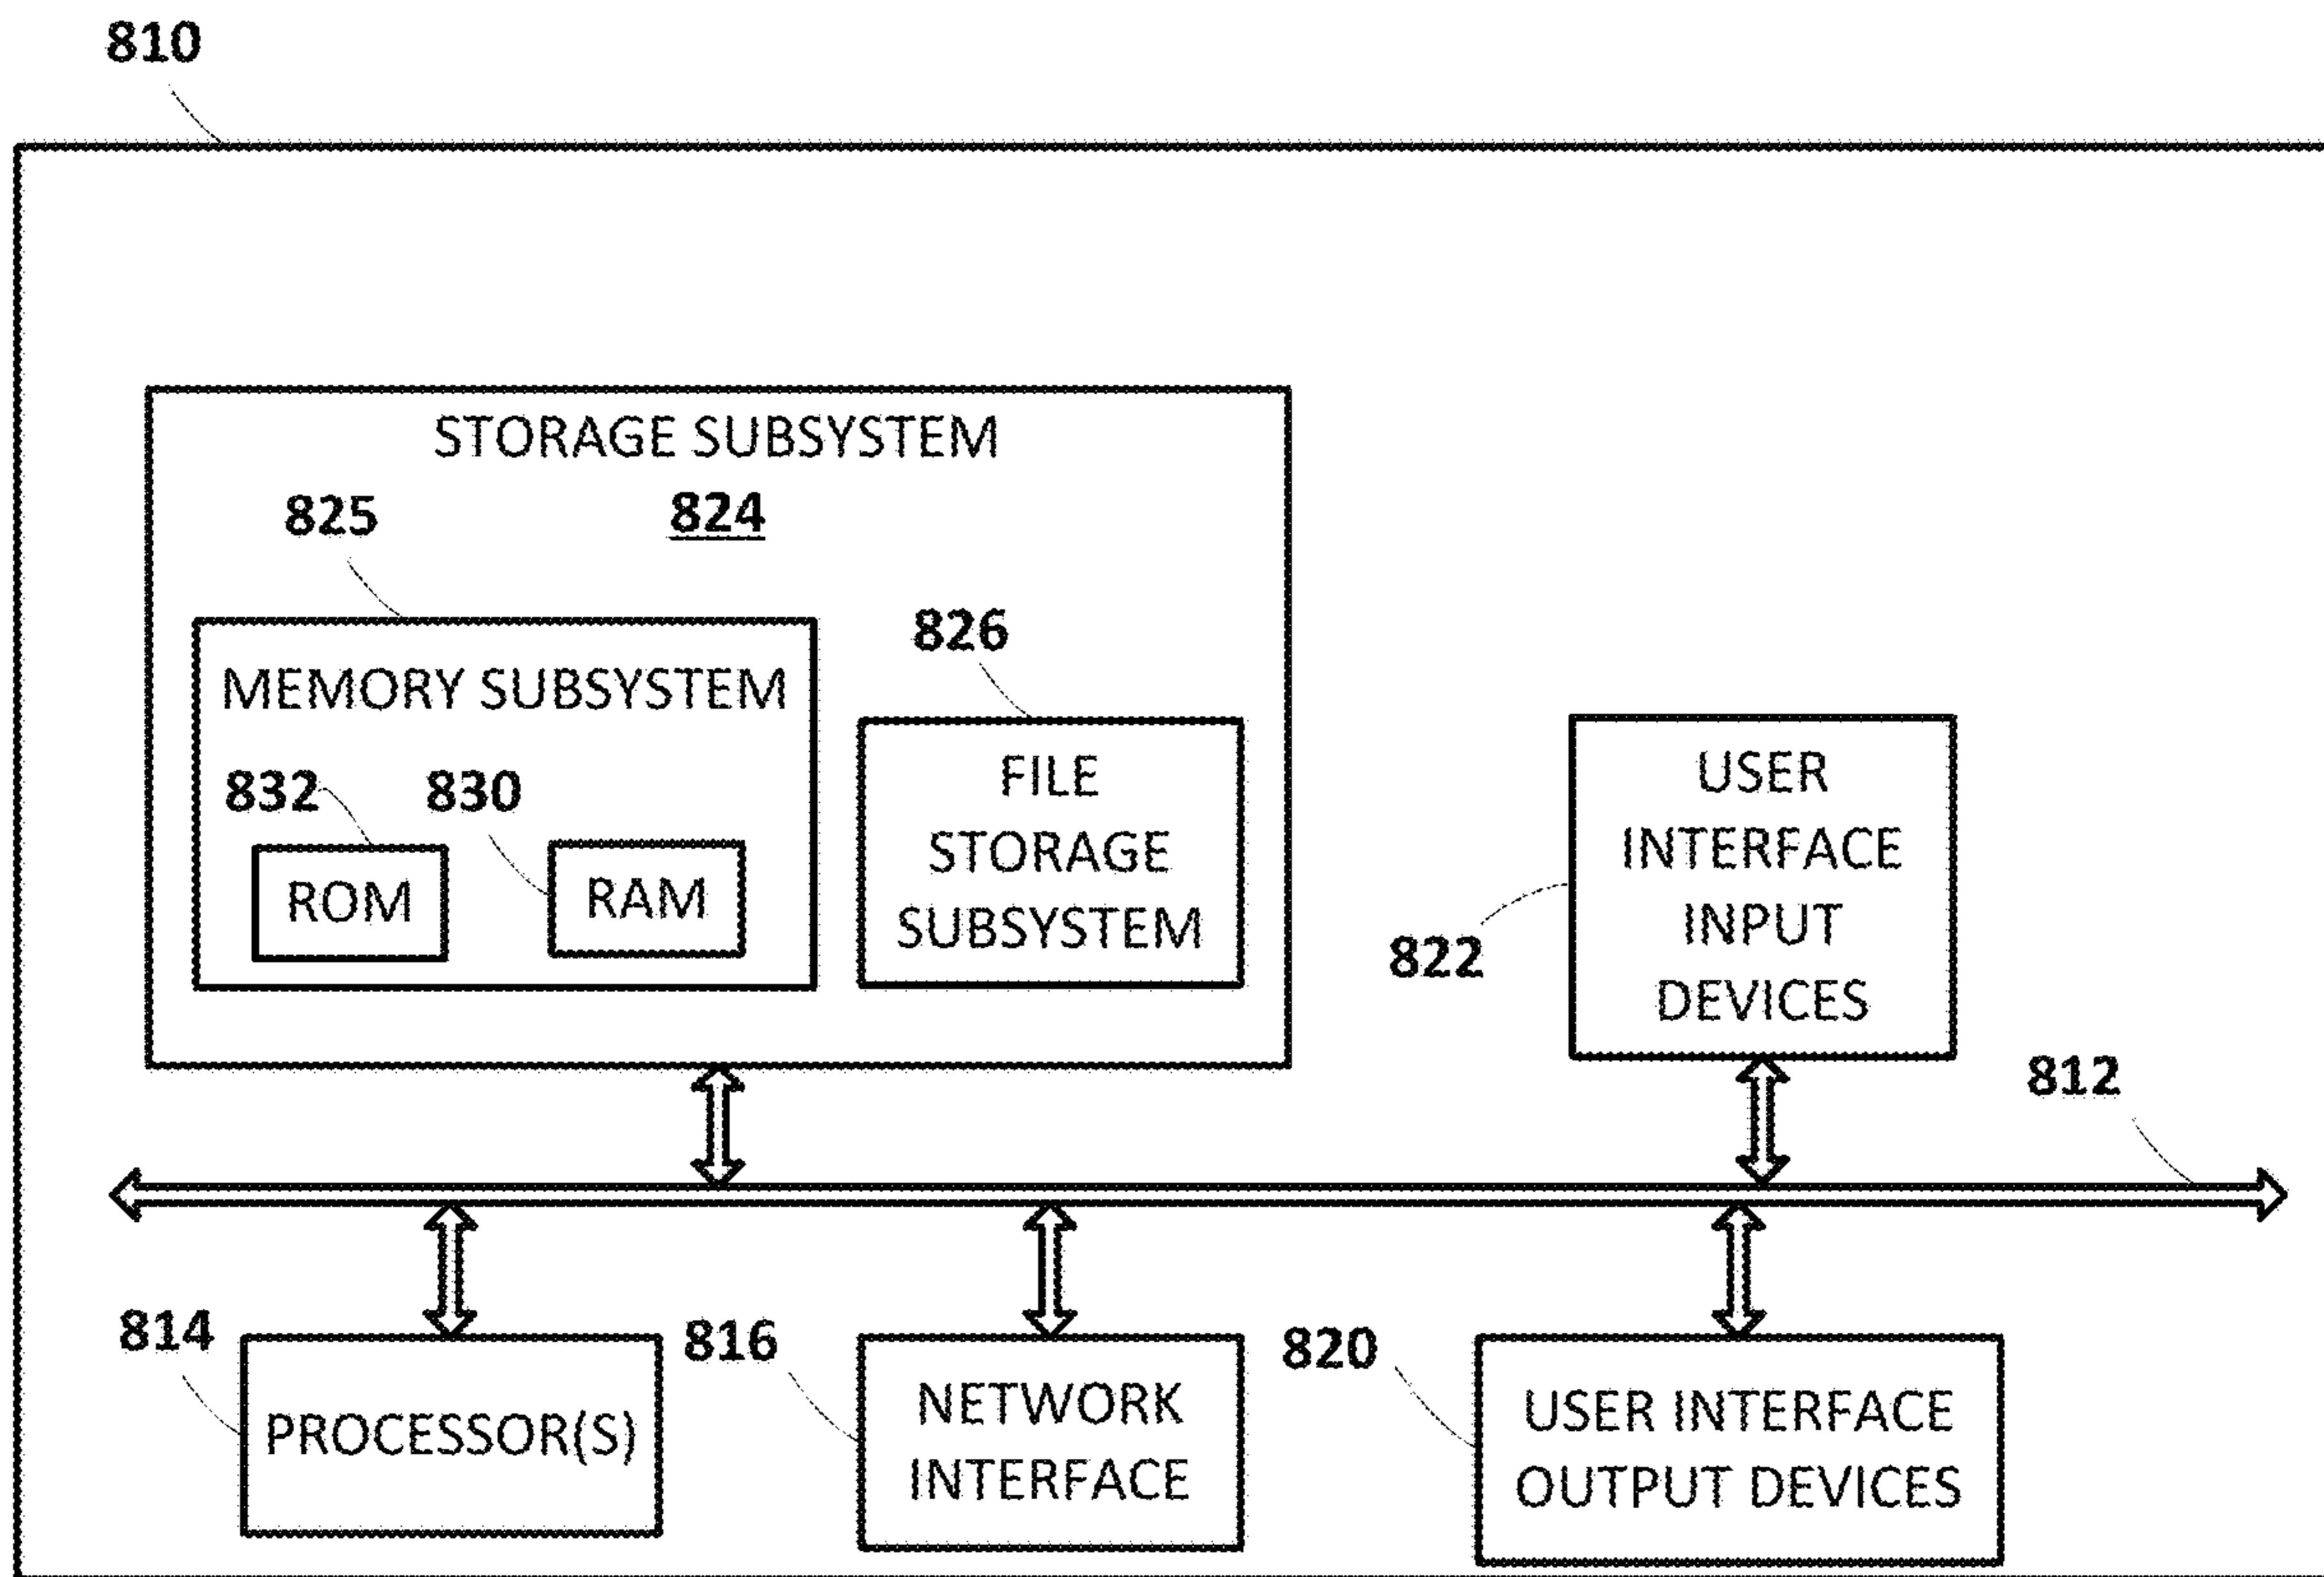 810
STORAGE SUBSYSTEM
824
825
MEMORY SUBSYSTEM
832
830
ROM
RAM
826
FILE
STORAGE
SUBSYSTEM
USER
INTERFACE
INPUT
DEVICES
822
812
814
PROCESSOR(S)
816
NETWORK
INTERFACE
820
USER INTERFACE
OUTPUT DEVICES